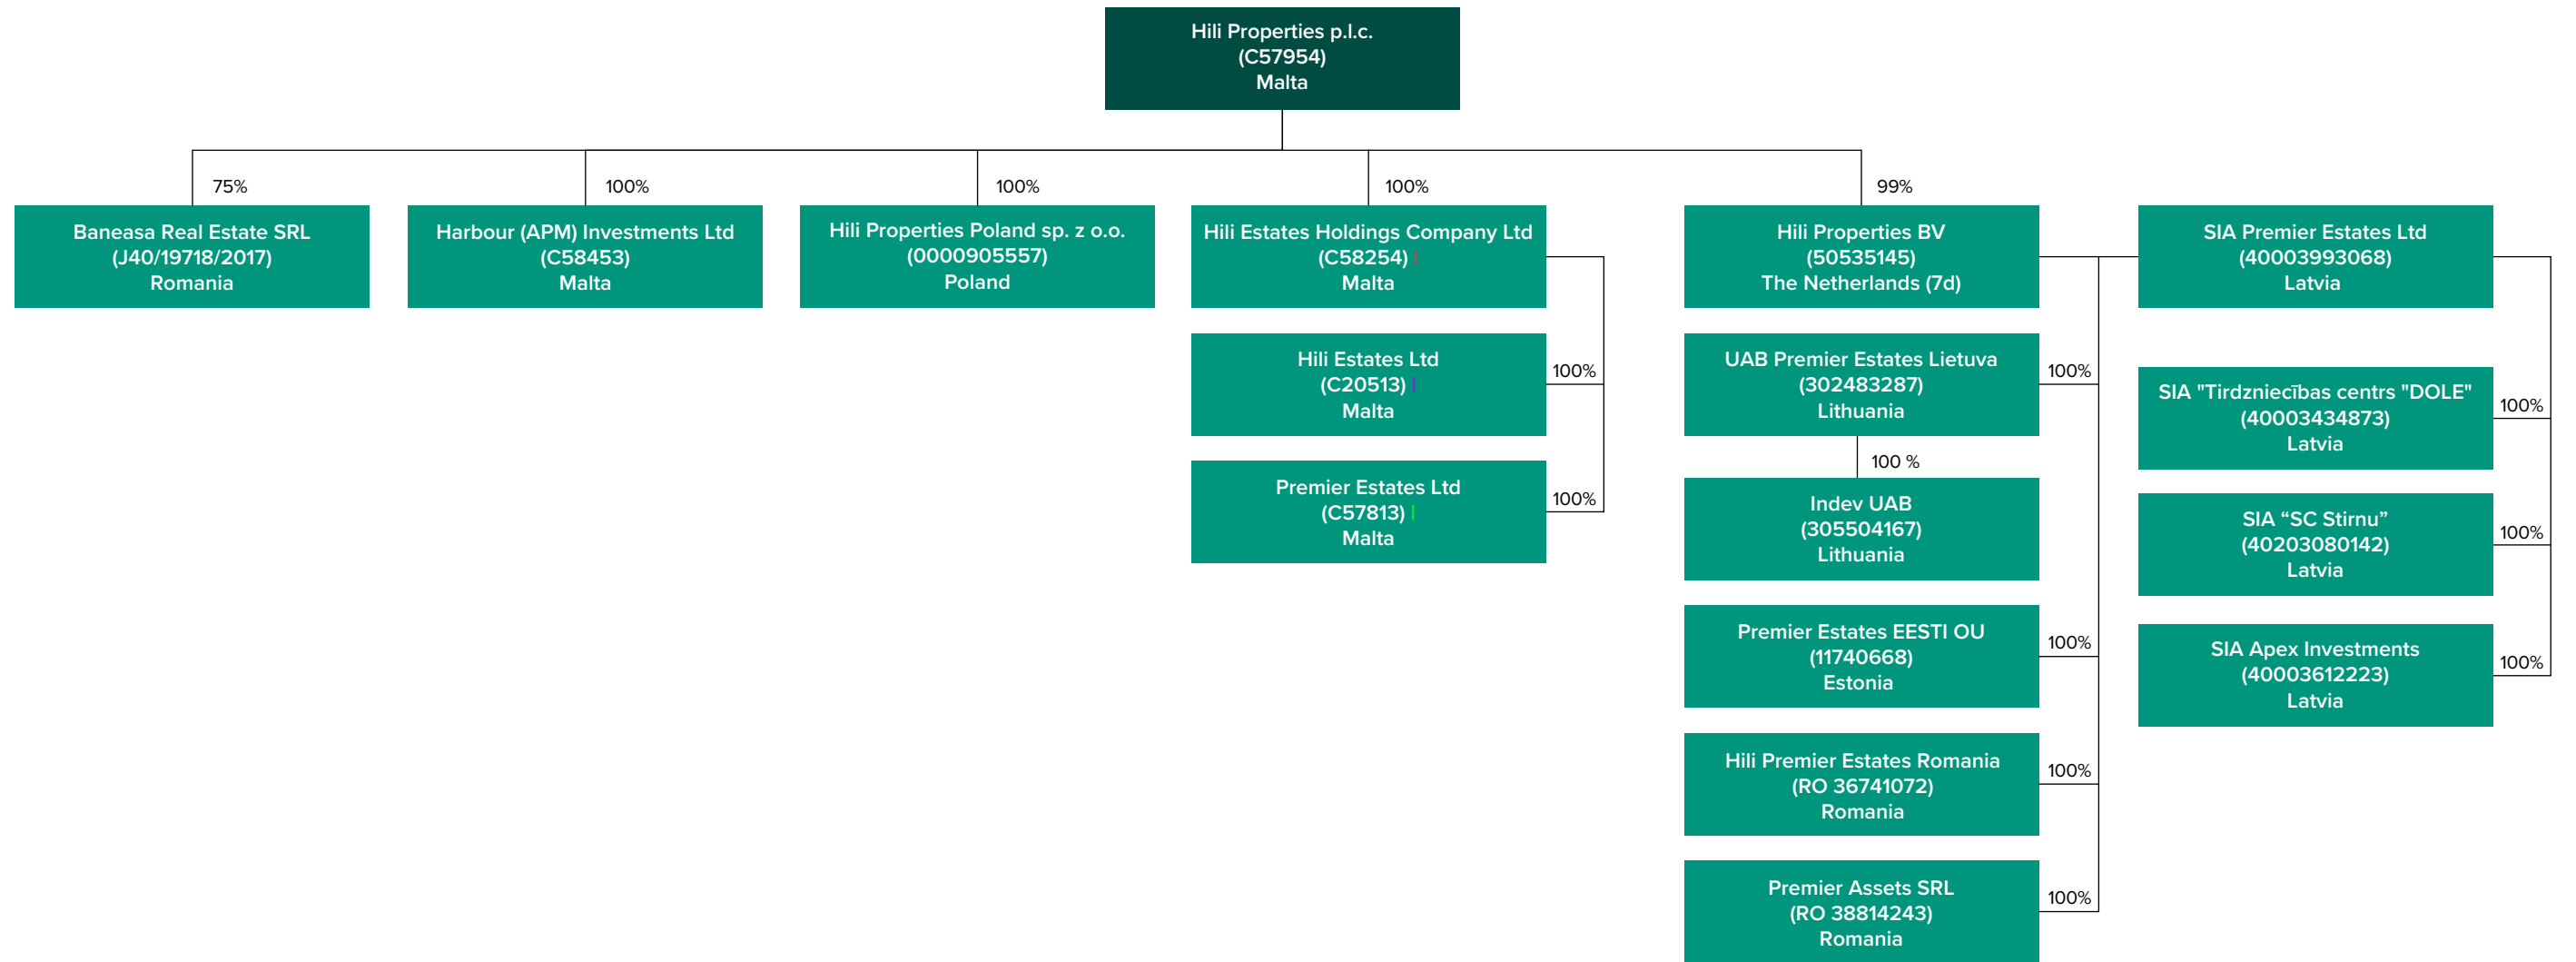 Hili Properties p.l.c.
(C57954)
Malta
75%
100%
100%
100%
99%
Baneasa Real Estate SRL
(J40/19718/2017)
Romania
Harbour (APM) Investments Ltd
(C58453)
Malta
Hili Properties Poland sp. z o.o.
(0000905557)
Poland
Hili Estates Holdings Company Ltd
(C58254)
Malta
Hili Properties BV
(50535145)
The Netherlands (7d)
SIA Premier Estates Ltd
(40003993068)
Latvia
Hili Estates Ltd
(C20513)
Malta
100%
Premier Estates Ltd
(C57813)
Malta
100%
UAB Premier Estates Lietuva
(302483287)
Lithuania
100%
100 %
Indev UAB
(305504167)
Lithuania
Premier Estates EESTI OU
(11740668)
Estonia
100%
Hili Premier Estates Romania
(RO 36741072)
Romania
100%
Premier Assets SRL
(RO 38814243)
Romania
100%
SIA "Tirdzniecības centrs "DOLE"
(40003434873)
Latvia
100%
SIA “SC Stirnu”
(40203080142)
Latvia
100%
SIA Apex Investments
(40003612223)
Latvia
100%